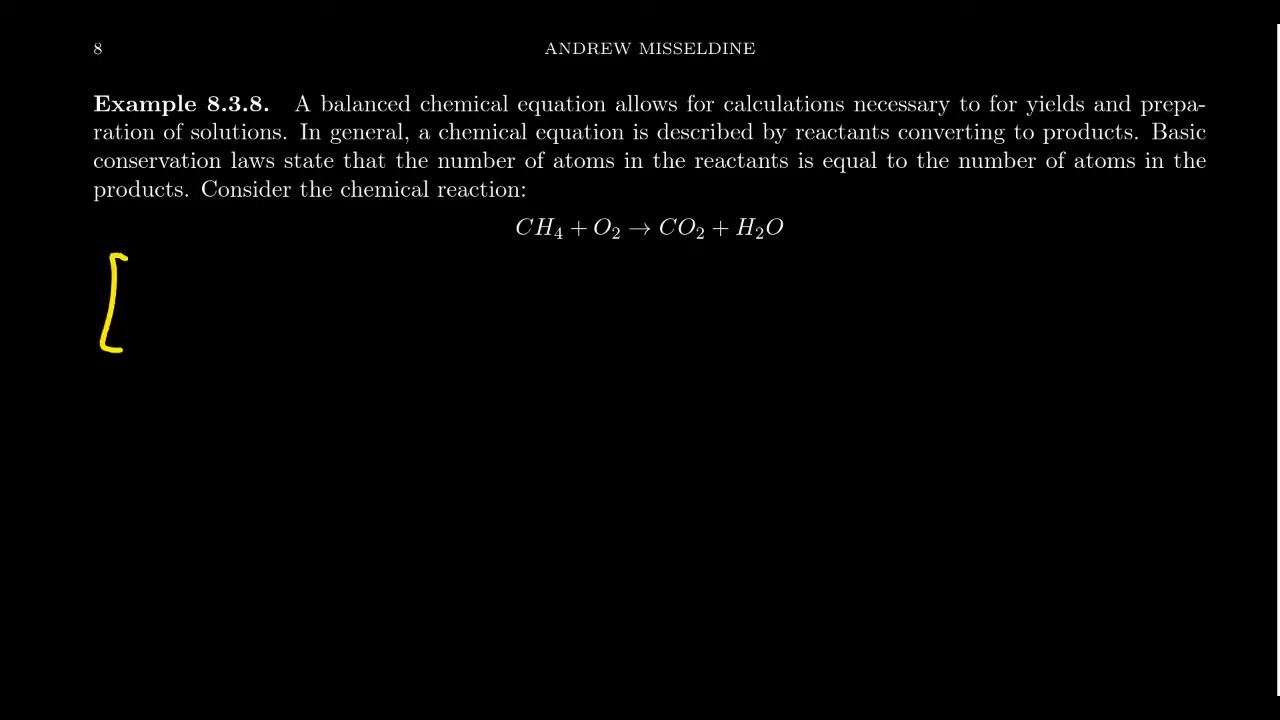 8 ANDREW MISSELDINE
Example 8.3.8. A balanced chemical equation allows for calculations necessary to for yields and prepa-
ration of solutions. In general, a chemical equation is described by reactants converting to products. Basic
conservation laws state that the number of atoms in the reactants is equal to the number of atoms in the
products. Consider the chemical reaction:
CH₄ + O₂ → CO₂ + H₂O
[